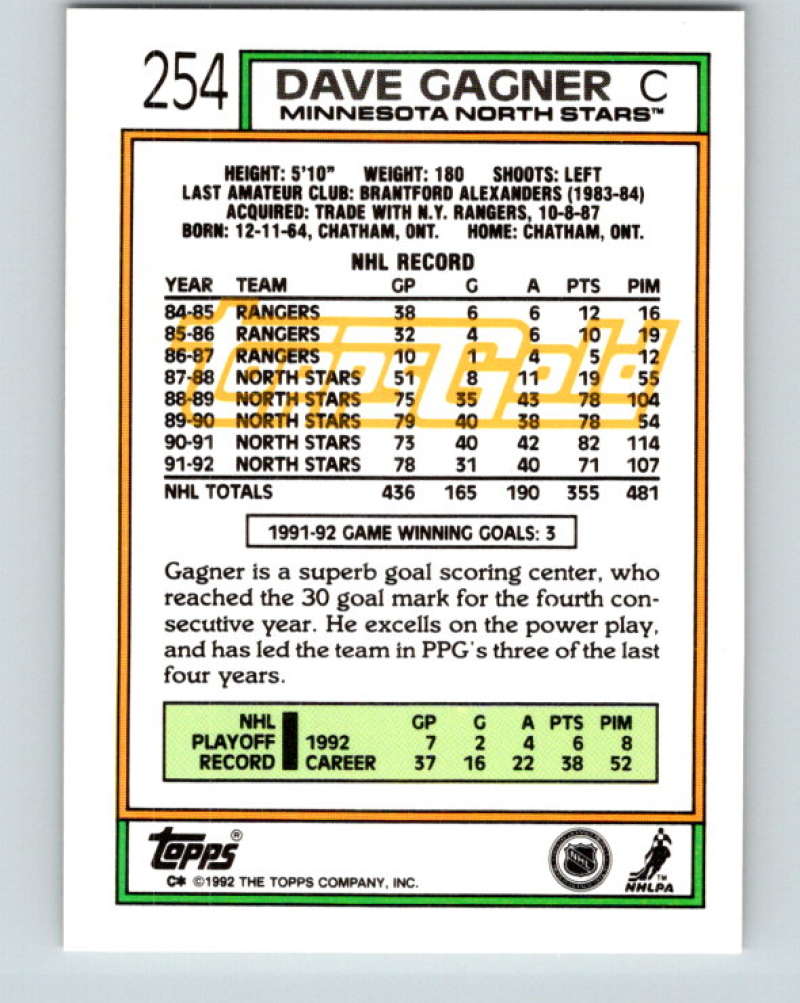 254 DAVE GAGNER C
MINNESOTA NORTH STARS™
HEIGHT: 5'10" WEIGHT: 180 SHOOTS: LEFT
LAST AMATEUR CLUB: BRANTFORD ALEXANDERS (1983-84)
ACQUIRED: TRADE WITH N.Y. RANGERS, 10-8-87
BORN: 12-11-64, CHATHAM, ONT. HOME: CHATHAM, ONT.
NHL RECORD
YEAR TEAM GP G A PTS PIM
84-85 RANGERS 38 6 6 12 16
85-86 RANGERS 32 4 6 10 19
86-87 RANGERS 10 1 4 5 12
87-88 NORTH STARS 51 8 11 19 55
88-89 NORTH STARS 75 35 43 78 104
89-90 NORTH STARS 79 40 38 78 54
90-91 NORTH STARS 73 40 42 82 114
91-92 NORTH STARS 78 31 40 71 107
NHL TOTALS 436 165 190 355 481
ToppsGold
1991-92 GAME WINNING GOALS: 3
Gagner is a superb goal scoring center, who
reached the 30 goal mark for the fourth con-
secutive year. He excells on the power play,
and has led the team in PPG's three of the last
four years.
NHL GP G A PTS PIM
PLAYOFF 1992 7 2 4 6 8
RECORD CAREER 37 16 22 38 52
Topps®
C* ©1992 THE TOPPS COMPANY, INC.
NHL
™
NHLPA